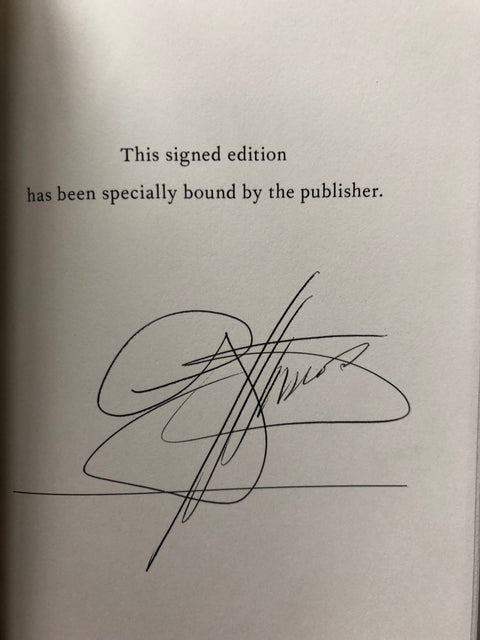 This signed edition
has been specially bound by the publisher.